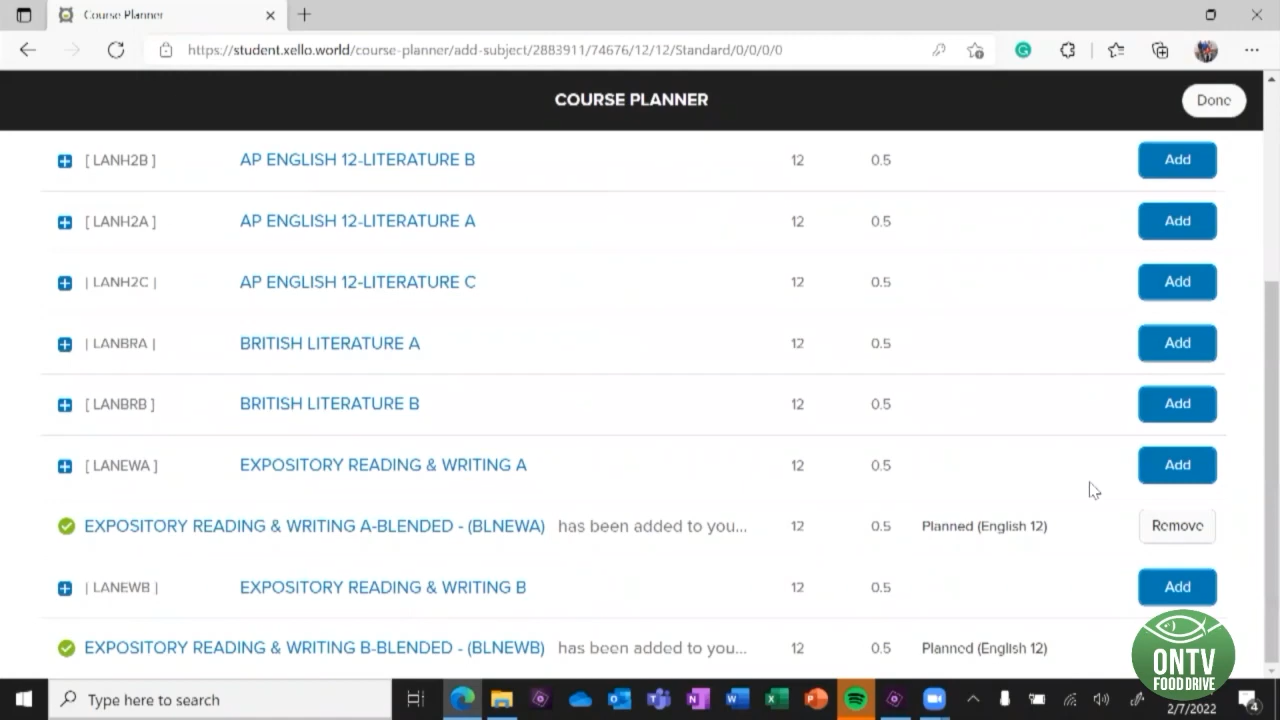 Course Planner
https://student.xello.world/course-planner/add-subject/2883911/74676/12/12/Standard/0/0/0/0
COURSE PLANNER
Done
[ LANH2B ] AP ENGLISH 12-LITERATURE B 12 0.5 Add
[ LANH2A ] AP ENGLISH 12-LITERATURE A 12 0.5 Add
[ LANH2C ] AP ENGLISH 12-LITERATURE C 12 0.5 Add
[ LANBRA ] BRITISH LITERATURE A 12 0.5 Add
[ LANBRB ] BRITISH LITERATURE B 12 0.5 Add
[ LANEWA ] EXPOSITORY READING & WRITING A 12 0.5 Add
EXPOSITORY READING & WRITING A-BLENDED - (BLNEWA) has been added to you... 12 0.5 Planned (English 12) Remove
[ LANEWB ] EXPOSITORY READING & WRITING B 12 0.5 Add
EXPOSITORY READING & WRITING B-BLENDED - (BLNEWB) has been added to you... 12 0.5 Planned (English 12)
ONTV
FOOD DRIVE
Type here to search
2/7/2022
4